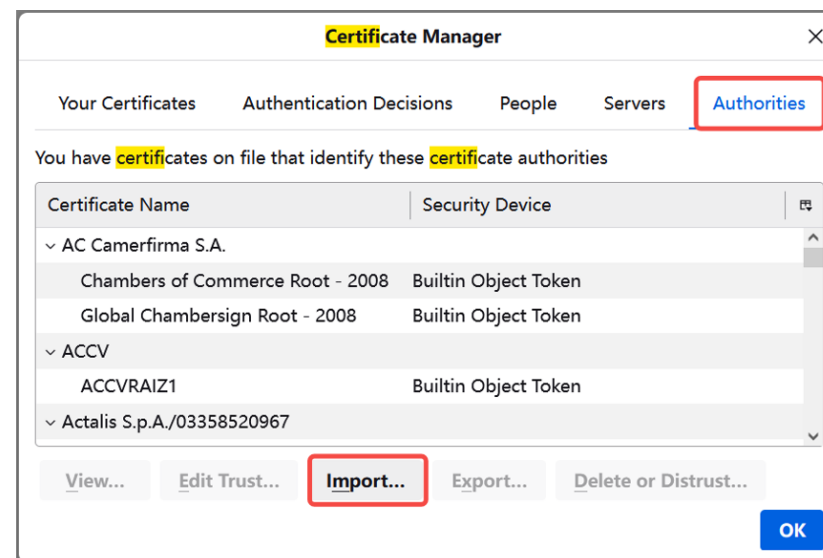 Certificate Manager
Your Certificates Authentication Decisions People Servers Authorities
You have certificates on file that identify these certificate authorities
Certificate Name Security Device
AC Camerfirma S.A.
Chambers of Commerce Root - 2008 Builtin Object Token
Global Chambersign Root - 2008 Builtin Object Token
ACCV
ACCVRAIZ1 Builtin Object Token
Actalis S.p.A./03358520967
View... Edit Trust... Import... Export... Delete or Distrust...
OK